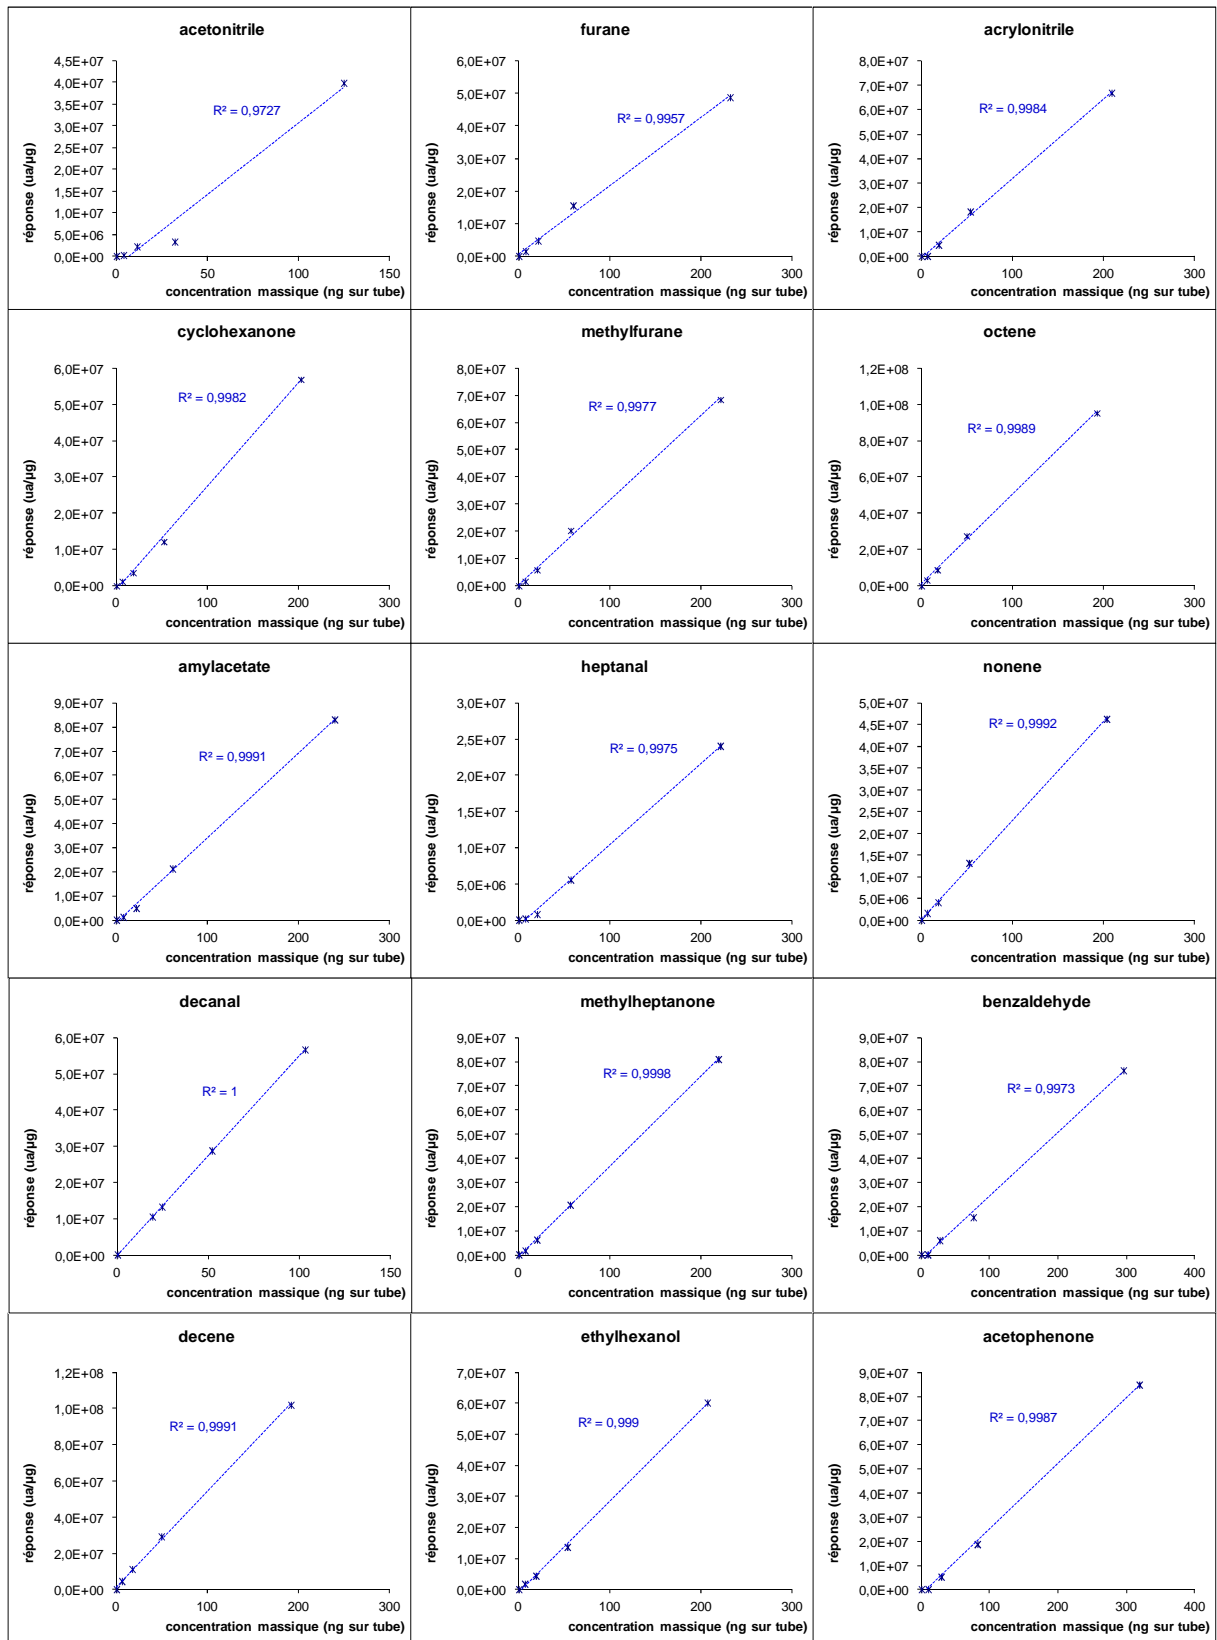 acetonitrile
4,5E+07
4,0E+07
3,5E+07
3,0E+07
2,5E+07
2,0E+07
1,5E+07
1,0E+07
5,0E+06
0,0E+00
R² = 0,9727
réponse (ua/µg)
0 50 100 150
concentration massique (ng sur tube)
furane
6,0E+07
5,0E+07
4,0E+07
3,0E+07
2,0E+07
1,0E+07
0,0E+00
R² = 0,9957
réponse (ua/µg)
0 100 200 300
concentration massique (ng sur tube)
acrylonitrile
8,0E+07
7,0E+07
6,0E+07
5,0E+07
4,0E+07
3,0E+07
2,0E+07
1,0E+07
0,0E+00
R² = 0,9984
réponse (ua/µg)
0 100 200 300
concentration massique (ng sur tube)
cyclohexanone
6,0E+07
5,0E+07
4,0E+07
3,0E+07
2,0E+07
1,0E+07
0,0E+00
R² = 0,9982
réponse (ua/µg)
0 100 200 300
concentration massique (ng sur tube)
methylfurane
8,0E+07
7,0E+07
6,0E+07
5,0E+07
4,0E+07
3,0E+07
2,0E+07
1,0E+07
0,0E+00
R² = 0,9977
réponse (ua/µg)
0 100 200 300
concentration massique (ng sur tube)
octene
1,2E+08
1,0E+08
8,0E+07
6,0E+07
4,0E+07
2,0E+07
0,0E+00
R² = 0,9989
réponse (ua/µg)
0 100 200 300
concentration massique (ng sur tube)
amylacetate
9,0E+07
8,0E+07
7,0E+07
6,0E+07
5,0E+07
4,0E+07
3,0E+07
2,0E+07
1,0E+07
0,0E+00
R² = 0,9991
réponse (ua/µg)
0 100 200 300
concentration massique (ng sur tube)
heptanal
3,0E+07
2,5E+07
2,0E+07
1,5E+07
1,0E+07
5,0E+06
0,0E+00
R² = 0,9975
réponse (ua/µg)
0 100 200 300
concentration massique (ng sur tube)
nonene
5,0E+07
4,5E+07
4,0E+07
3,5E+07
3,0E+07
2,5E+07
2,0E+07
1,5E+07
1,0E+07
5,0E+06
0,0E+00
R² = 0,9992
réponse (ua/µg)
0 100 200 300
concentration massique (ng sur tube)
decanal
6,0E+07
5,0E+07
4,0E+07
3,0E+07
2,0E+07
1,0E+07
0,0E+00
R² = 1
réponse (ua/µg)
0 50 100 150
concentration massique (ng sur tube)
methylheptanone
9,0E+07
8,0E+07
7,0E+07
6,0E+07
5,0E+07
4,0E+07
3,0E+07
2,0E+07
1,0E+07
0,0E+00
R² = 0,9998
réponse (ua/µg)
0 100 200 300
concentration massique (ng sur tube)
benzaldehyde
9,0E+07
8,0E+07
7,0E+07
6,0E+07
5,0E+07
4,0E+07
3,0E+07
2,0E+07
1,0E+07
0,0E+00
R² = 0,9973
réponse (ua/µg)
0 100 200 300 400
concentration massique (ng sur tube)
decene
1,2E+08
1,0E+08
8,0E+07
6,0E+07
4,0E+07
2,0E+07
0,0E+00
R² = 0,9991
réponse (ua/µg)
0 100 200 300
concentration massique (ng sur tube)
ethylhexanol
7,0E+07
6,0E+07
5,0E+07
4,0E+07
3,0E+07
2,0E+07
1,0E+07
0,0E+00
R² = 0,999
réponse (ua/µg)
0 100 200 300
concentration massique (ng sur tube)
acetophenone
9,0E+07
8,0E+07
7,0E+07
6,0E+07
5,0E+07
4,0E+07
3,0E+07
2,0E+07
1,0E+07
0,0E+00
R² = 0,9987
réponse (ua/µg)
0 100 200 300 400
concentration massique (ng sur tube)